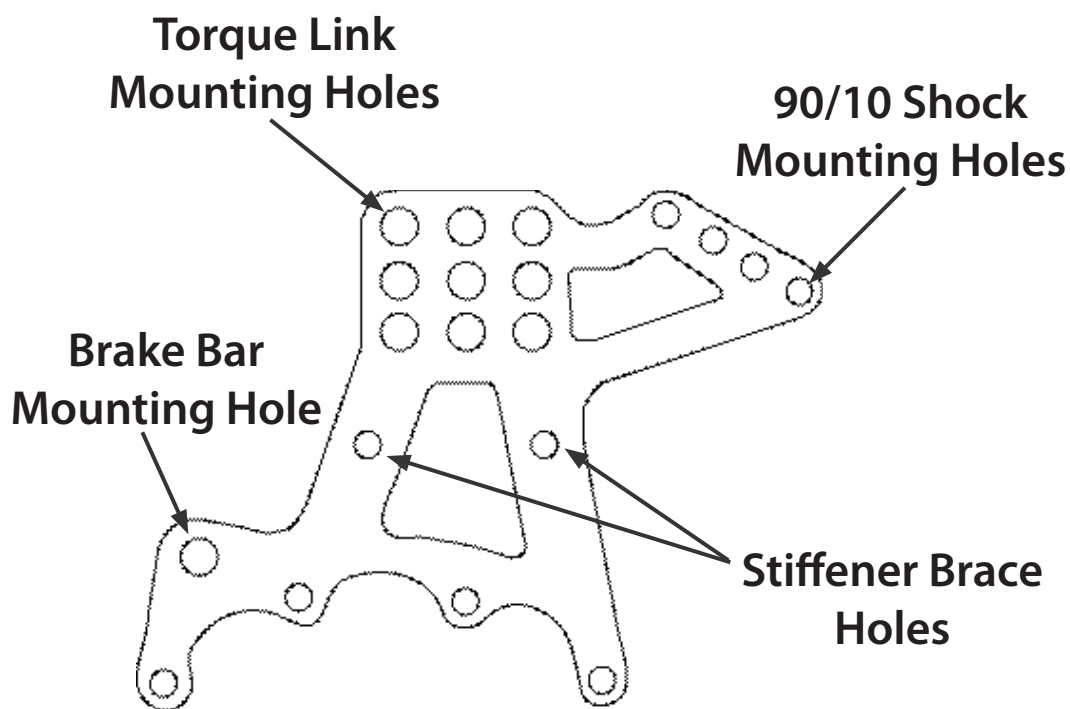 Torque Link
Mounting Holes
90/10 Shock
Mounting Holes
Brake Bar
Mounting Hole
Stiffener Brace
Holes